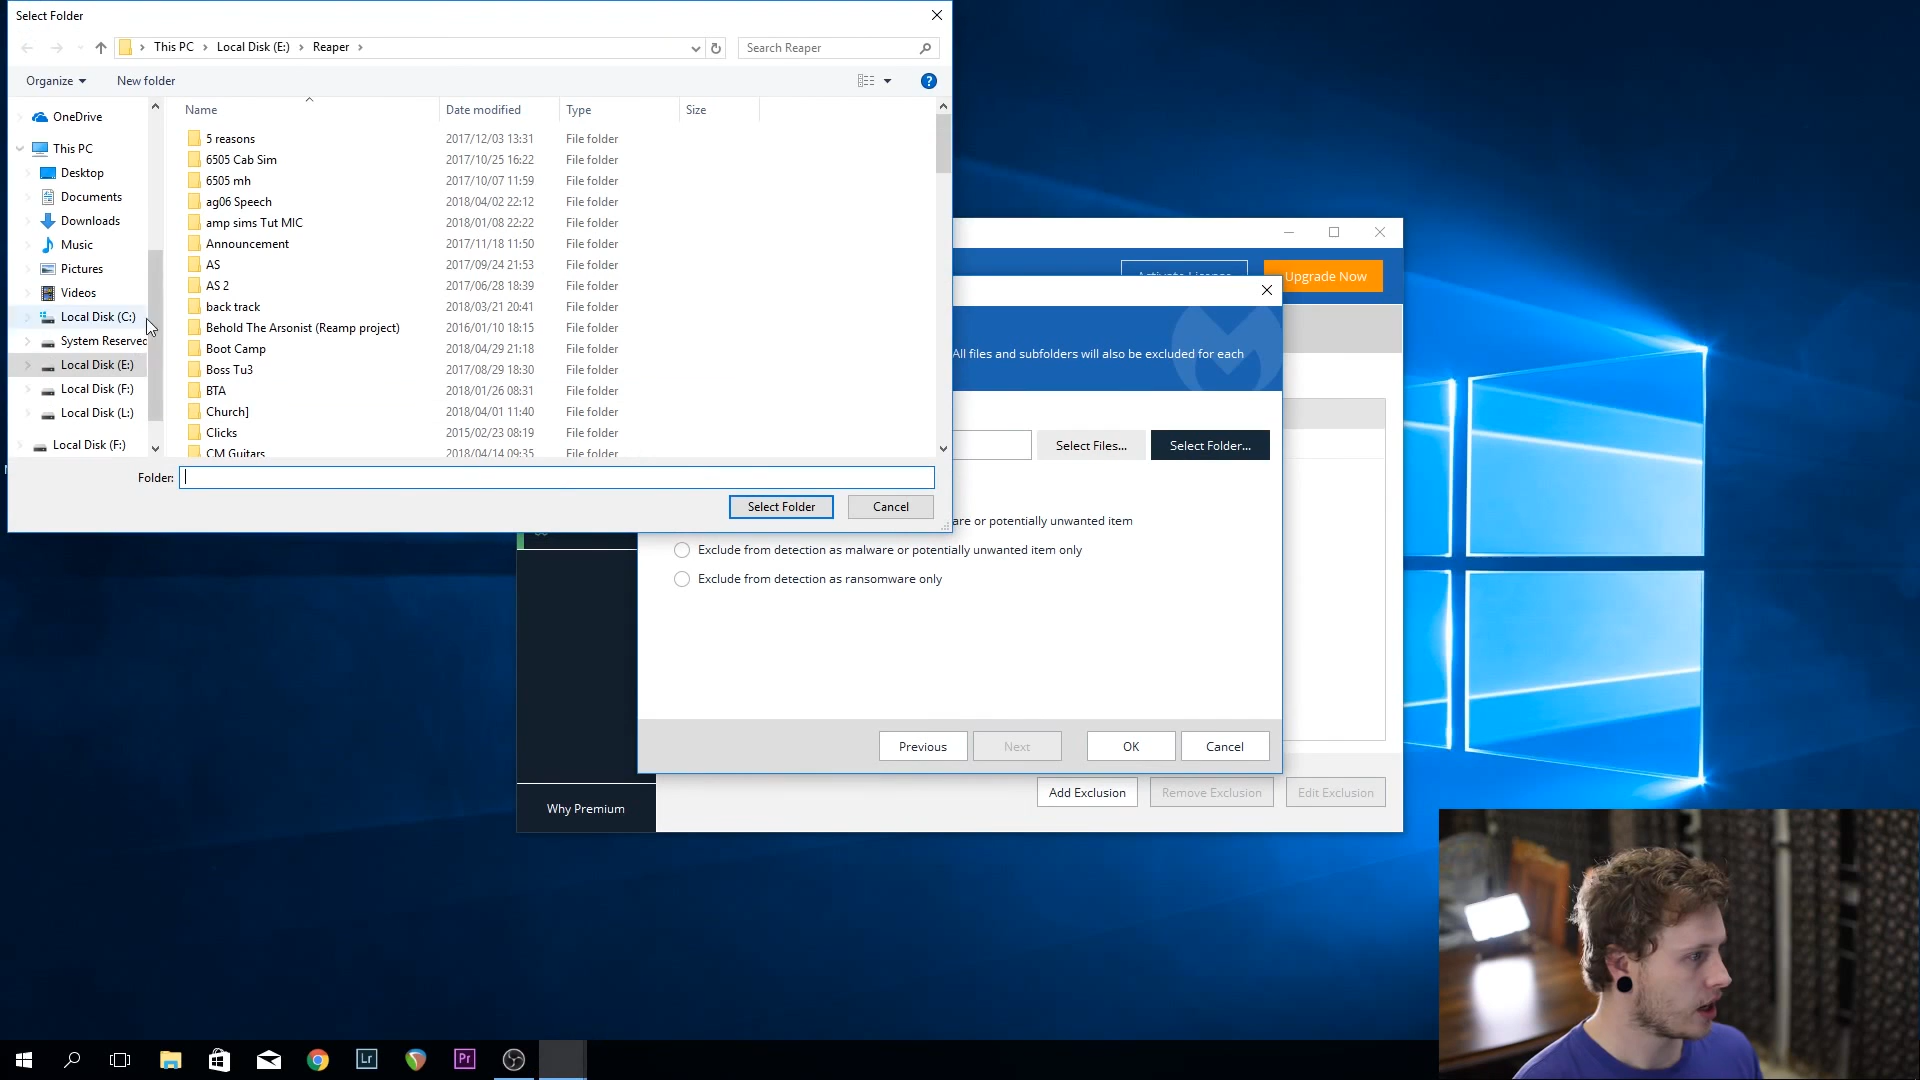 Select Folder
This PC
Local Disk (E:)
Reaper
Search Reaper
Organize
New folder
?
OneDrive
This PC
Desktop
Documents
Downloads
Music
Pictures
Videos
Local Disk (C:)
System Reserved
Local Disk (E:)
Local Disk (F:)
Local Disk (L:)
Local Disk (F:)
Name Date modified Type Size
5 reasons 2017/12/03 13:31 File folder
6505 Cab Sim 2017/10/25 16:22 File folder
6505 mh 2017/10/07 11:59 File folder
ag06 Speech 2018/04/02 22:12 File folder
amp sims Tut MIC 2018/01/08 22:22 File folder
Announcement 2017/11/18 11:50 File folder
AS 2017/09/24 21:53 File folder
AS 2 2017/06/28 18:39 File folder
back track 2018/03/21 20:41 File folder
Behold The Arsonist (Reamp project) 2016/01/10 18:15 File folder
Boot Camp 2018/04/29 21:18 File folder
Boss Tu3 2017/08/29 18:30 File folder
BTA 2018/01/26 08:31 File folder
Church] 2018/04/01 11:40 File folder
Clicks 2015/02/23 08:19 File folder
CM Guitars 2018/04/14 09:35 File folder
Folder:
Select Folder
Cancel
Activate License
Upgrade Now
All files and subfolders will also be excluded for each
Select Files...
Select Folder...
are or potentially unwanted item
Exclude from detection as malware or potentially unwanted item only
Exclude from detection as ransomware only
Previous
Next
OK
Cancel
Add Exclusion
Remove Exclusion
Edit Exclusion
Why Premium
Lr
Pr